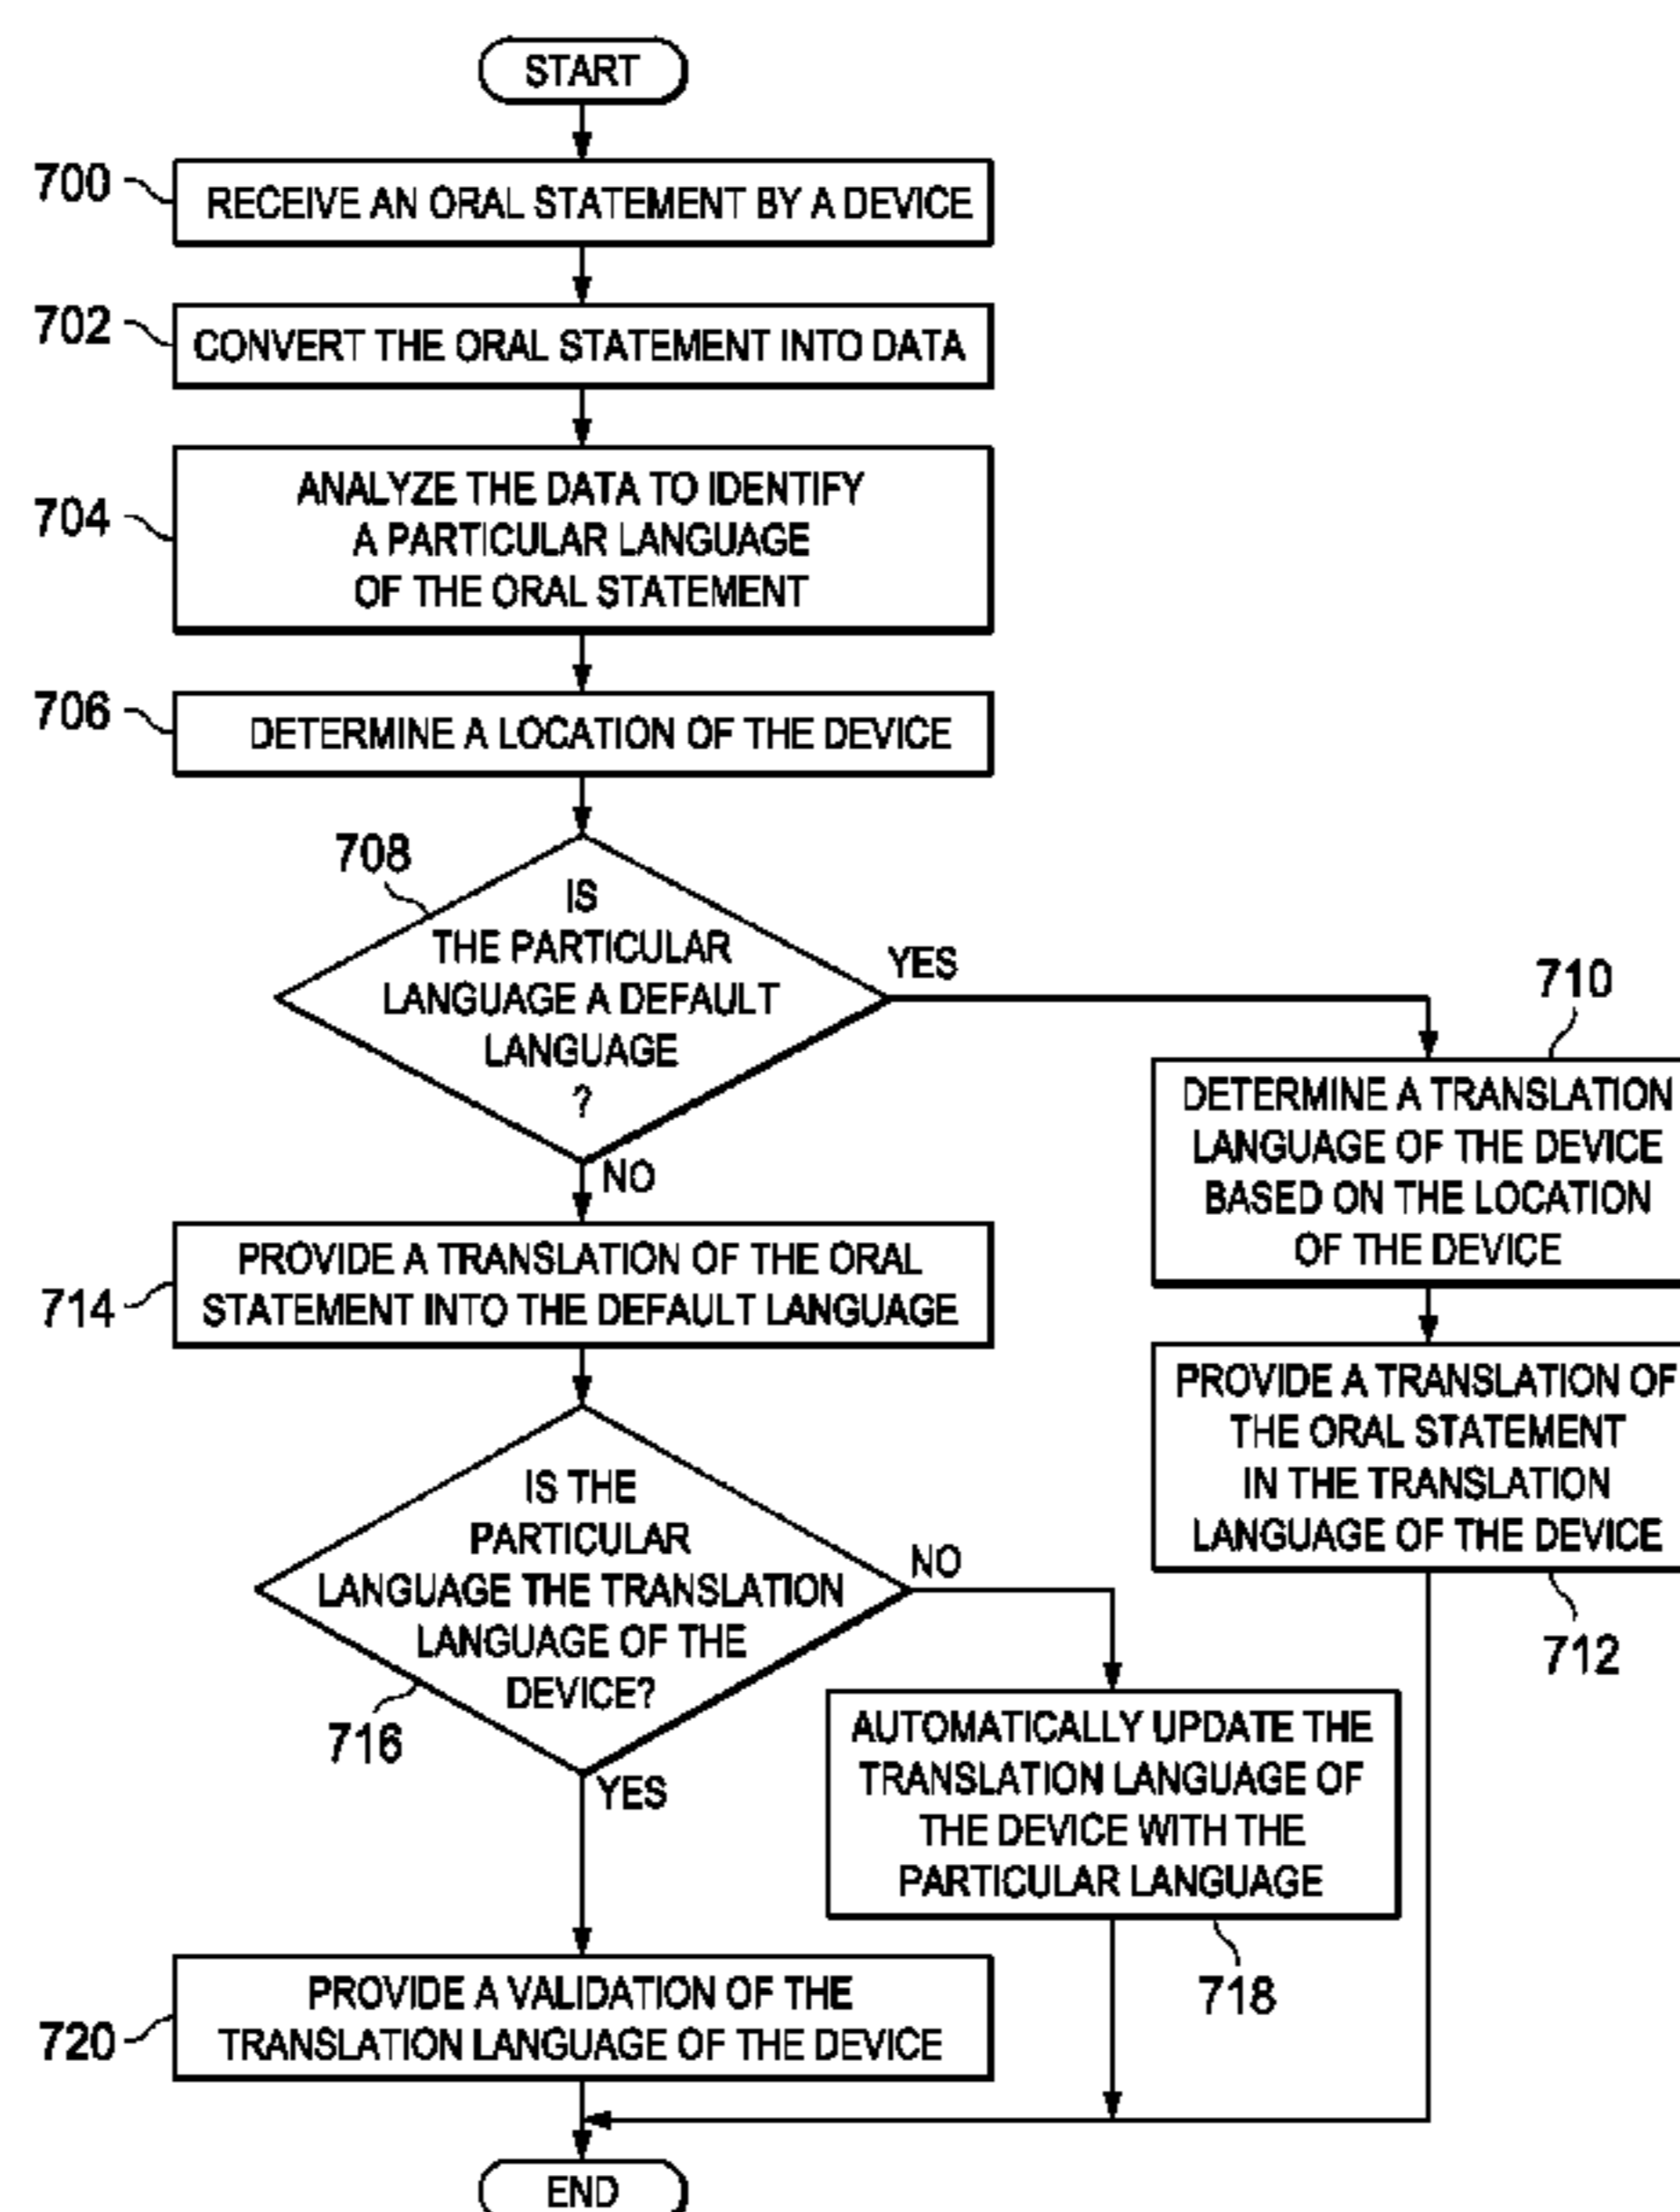 START
700
RECEIVE AN ORAL STATEMENT BY A DEVICE
702
CONVERT THE ORAL STATEMENT INTO DATA
704
ANALYZE THE DATA TO IDENTIFY
A PARTICULAR LANGUAGE
OF THE ORAL STATEMENT
706
DETERMINE A LOCATION OF THE DEVICE
708
IS
THE PARTICULAR
LANGUAGE A DEFAULT
LANGUAGE
?
YES
NO
710
DETERMINE A TRANSLATION
LANGUAGE OF THE DEVICE
BASED ON THE LOCATION
OF THE DEVICE
PROVIDE A TRANSLATION OF
THE ORAL STATEMENT
IN THE TRANSLATION
LANGUAGE OF THE DEVICE
712
714
PROVIDE A TRANSLATION OF THE ORAL
STATEMENT INTO THE DEFAULT LANGUAGE
IS THE
PARTICULAR
LANGUAGE THE TRANSLATION
LANGUAGE OF THE
DEVICE?
716
NO
YES
AUTOMATICALLY UPDATE THE
TRANSLATION LANGUAGE OF
THE DEVICE WITH THE
PARTICULAR LANGUAGE
718
720
PROVIDE A VALIDATION OF THE
TRANSLATION LANGUAGE OF THE DEVICE
END